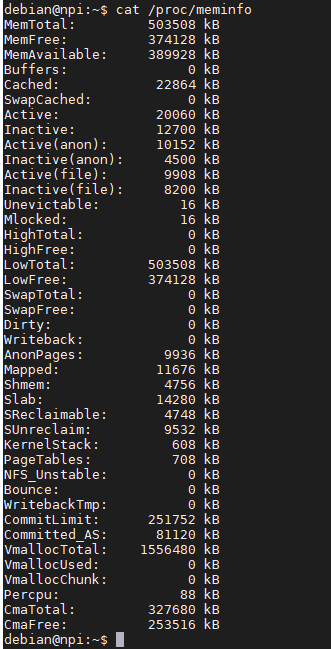 debian@npi:~$ cat /proc/meminfo
MemTotal: 503508 kB
MemFree: 374128 kB
MemAvailable: 389928 kB
Buffers: 0 kB
Cached: 22864 kB
SwapCached: 0 kB
Active: 20060 kB
Inactive: 12700 kB
Active(anon): 10152 kB
Inactive(anon): 4500 kB
Active(file): 9908 kB
Inactive(file): 8200 kB
Unevictable: 16 kB
Mlocked: 16 kB
HighTotal: 0 kB
HighFree: 0 kB
LowTotal: 503508 kB
LowFree: 374128 kB
SwapTotal: 0 kB
SwapFree: 0 kB
Dirty: 0 kB
Writeback: 0 kB
AnonPages: 9936 kB
Mapped: 11676 kB
Shmem: 4756 kB
Slab: 14280 kB
SReclaimable: 4748 kB
SUnreclaim: 9532 kB
KernelStack: 608 kB
PageTables: 708 kB
NFS_Unstable: 0 kB
Bounce: 0 kB
WritebackTmp: 0 kB
CommitLimit: 251752 kB
Committed_AS: 81120 kB
VmallocTotal: 1556480 kB
VmallocUsed: 0 kB
VmallocChunk: 0 kB
Percpu: 88 kB
CmaTotal: 327680 kB
CmaFree: 253516 kB
debian@npi:~$